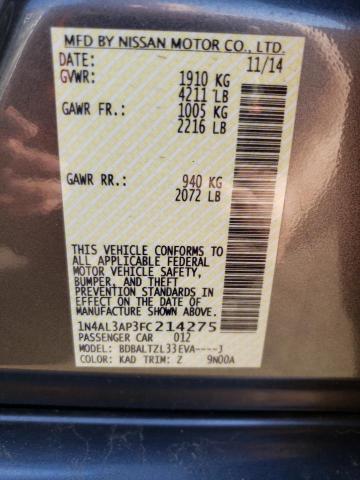 MFD BY NISSAN MOTOR CO., LTD.
DATE: 11/14
GVWR: 1910 KG
4211 LB
GAWR FR.: 1005 KG
2216 LB
GAWR RR.: 940 KG
2072 LB
THIS VEHICLE CONFORMS TO
ALL APPLICABLE FEDERAL
MOTOR VEHICLE SAFETY,
BUMPER, AND THEFT
PREVENTION STANDARDS
IN EFFECT ON THE DATE OF
MANUFACTURE SHOWN ABOVE.
1N4AL3AP3FC214275
PASSENGER CAR 012
MODEL: BDBALTZL33EVA----J
COLOR: KAD TRIM: Z 9N00A